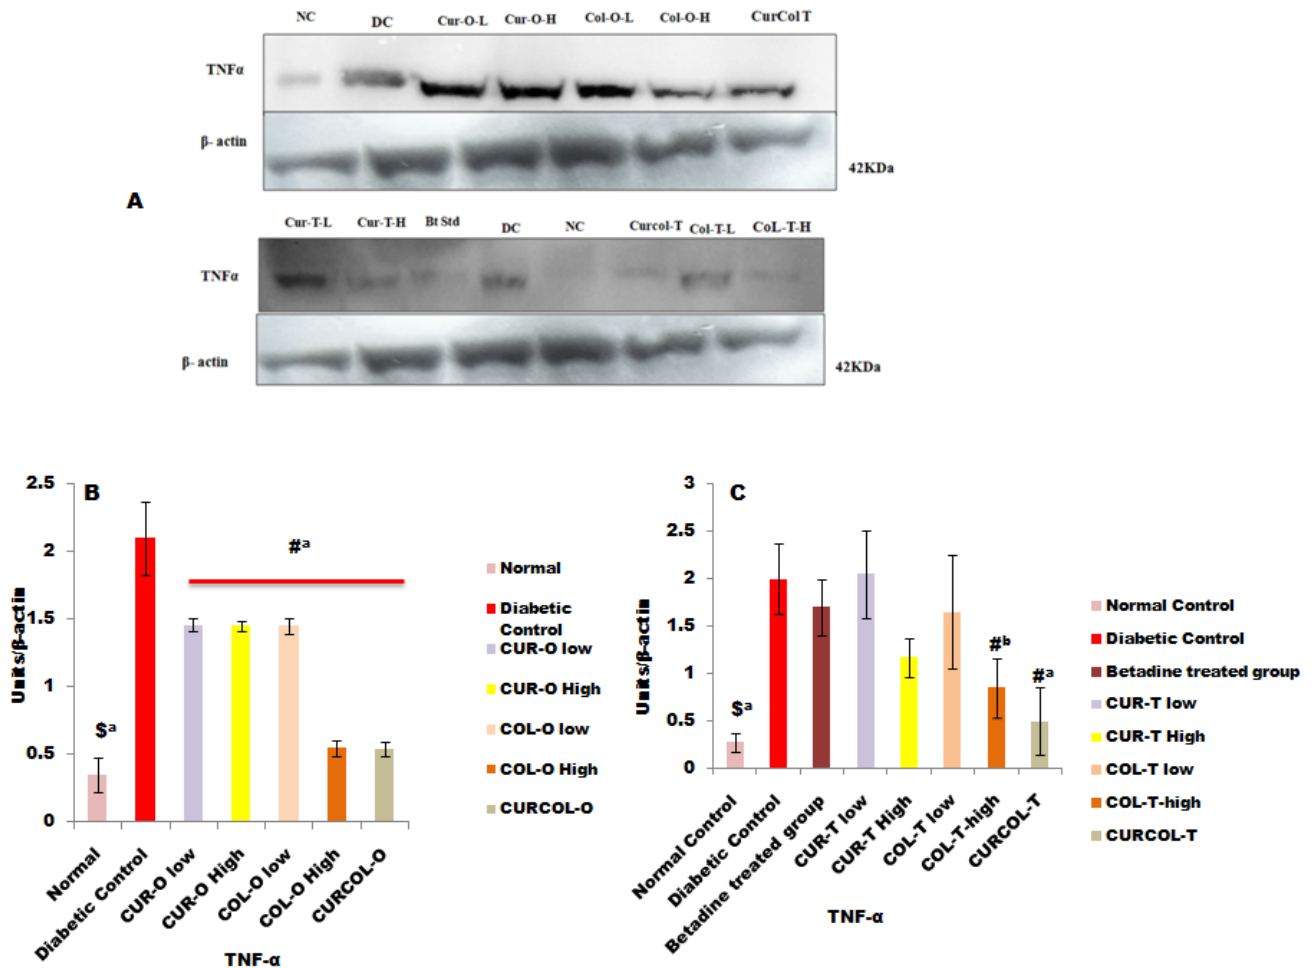 NC DC Cur-O-L Cur-O-H Col-O-L Col-O-H CurCol T
TNFα
β- actin
42KDa
A
Cur-T-L Cur-T-H Bt Std DC NC Curcol-T Col-T-L CoL-T-H
TNFα
β- actin
42KDa
B
2.5
2
1.5
1
0.5
0
Units/β-actin
$a
#a
Normal
Diabetic Control
CUR-O low
CUR-O High
COL-O low
COL-O High
CURCOL-O
TNF-α
Normal
Diabetic
Control
CUR-O low
CUR-O High
COL-O low
COL-O High
CURCOL-O
C
3
2.5
2
1.5
1
0.5
0
Units/β-actin
$a
#b
#a
Normal Control
Diabetic Control
Betadine treated group
CUR-T low
CUR-T High
COL-T low
COL-T-high
CURCOL-T
TNF-α
Normal Control
Diabetic Control
Betadine treated group
CUR-T low
CUR-T High
COL-T low
COL-T-high
CURCOL-T